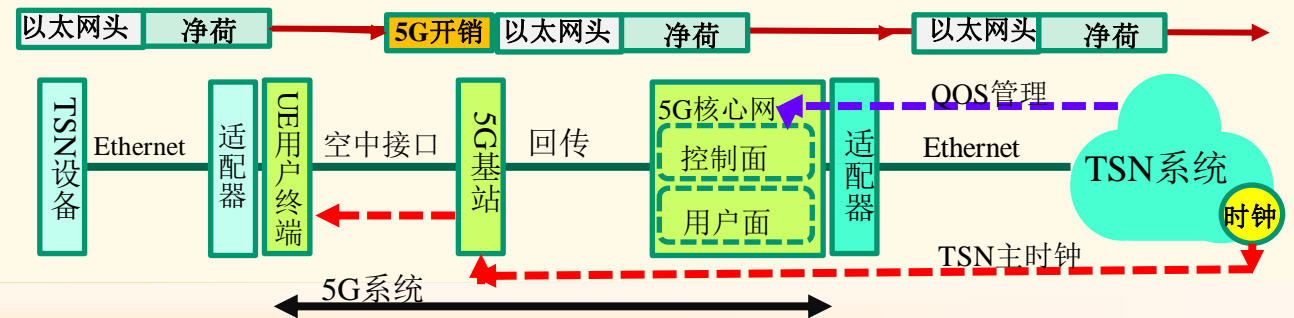 以太网头 净荷 5G开销 以太网头 净荷 以太网头 净荷
TSN设备
Ethernet
适配器
UE用户终端
空中接口
5G基站
回传
5G核心网
控制面
用户面
适配器
QOS管理
Ethernet
TSN系统
时钟
TSN主时钟
5G系统